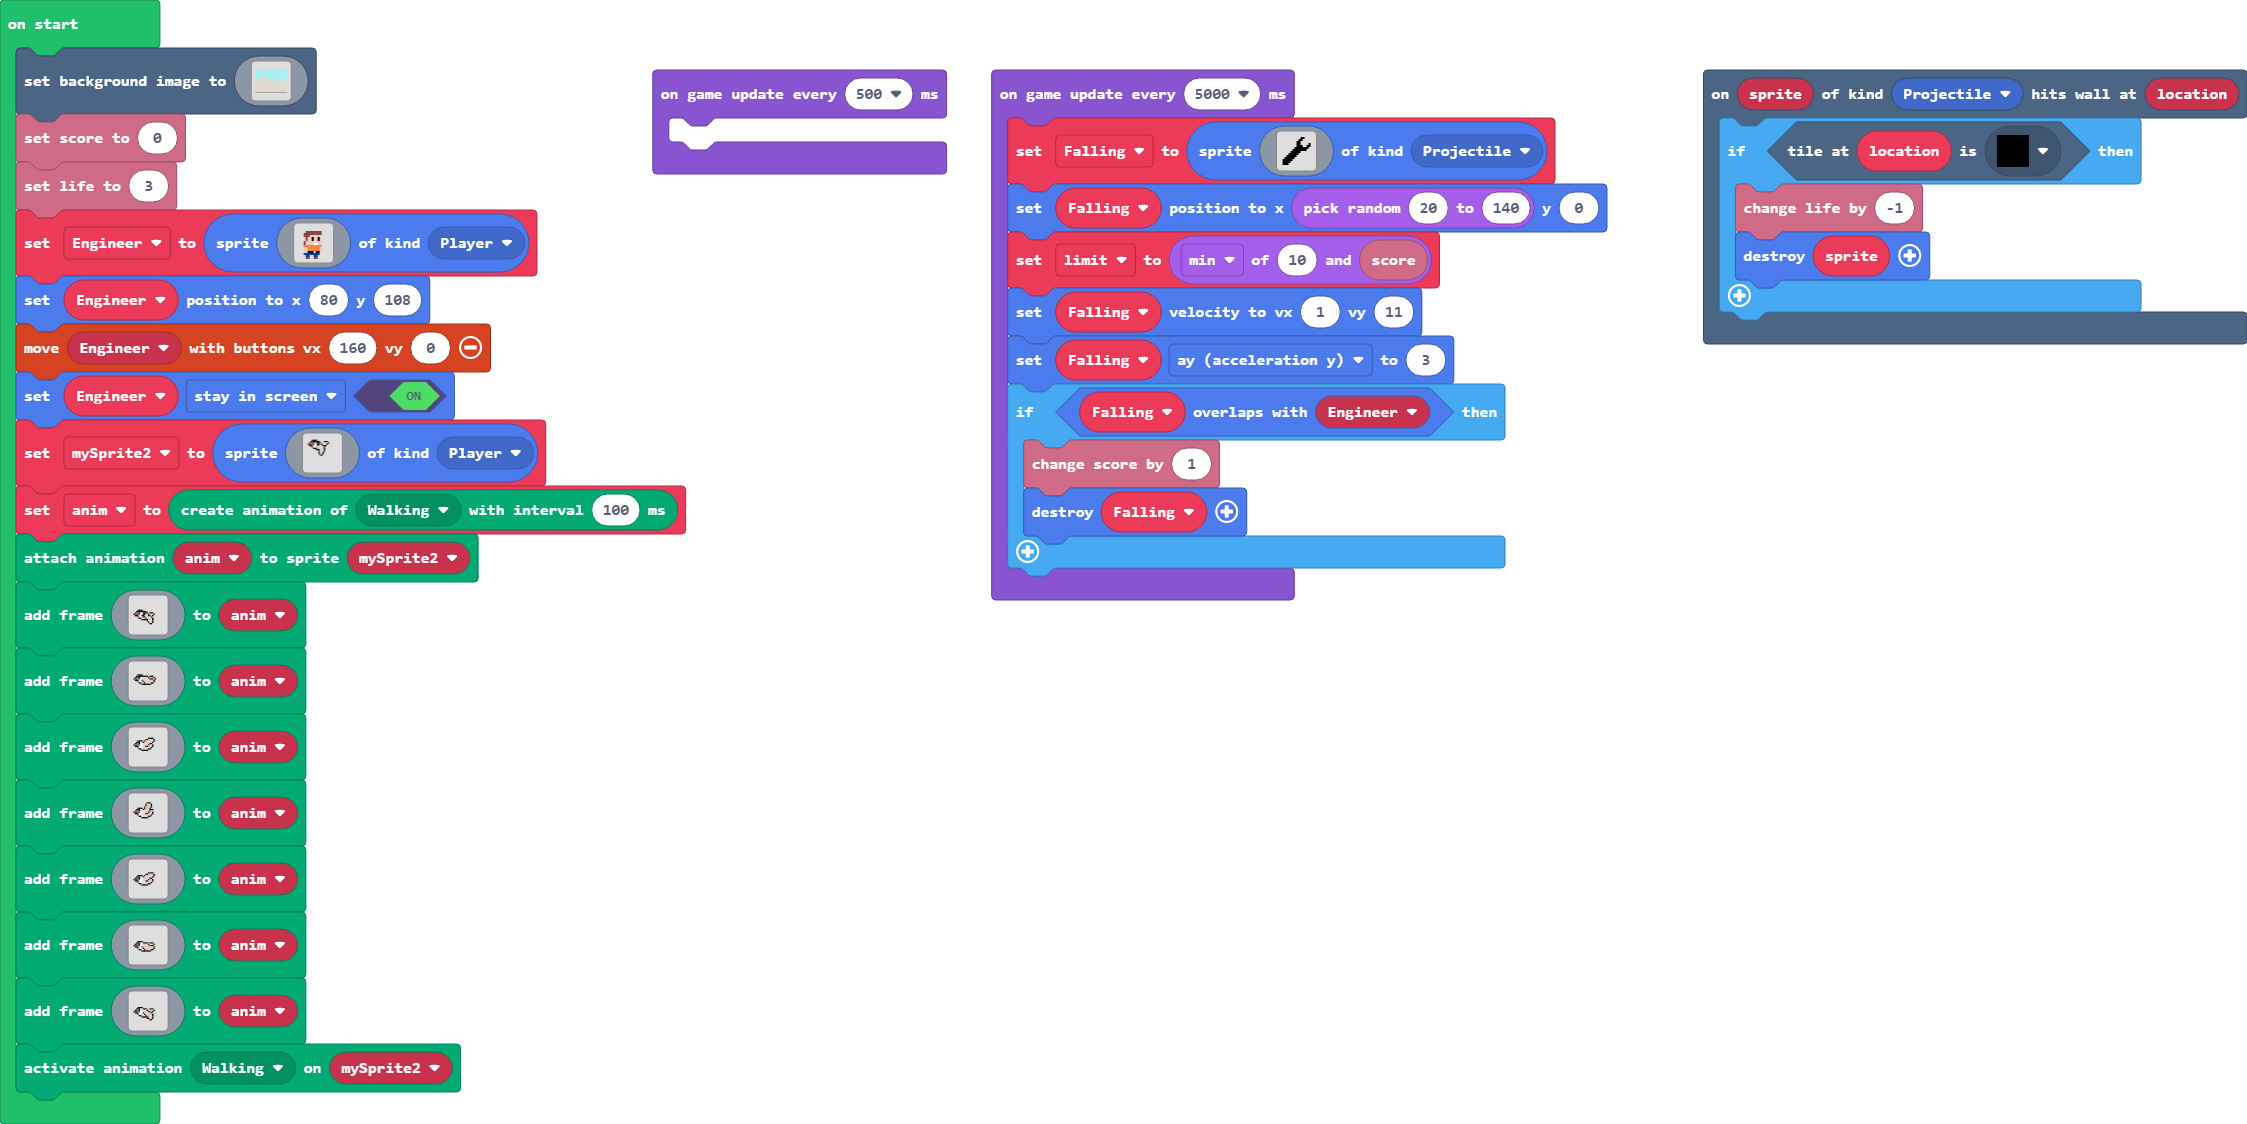 on start
set background image to
set score to 0
set life to 3
set Engineer to sprite of kind Player
set Engineer position to x 80 y 108
move Engineer with buttons vx 160 vy 0
set Engineer stay in screen ON
set mySprite2 to sprite of kind Player
set anim to create animation of Walking with interval 100 ms
attach animation anim to sprite mySprite2
add frame to anim
add frame to anim
add frame to anim
add frame to anim
add frame to anim
add frame to anim
add frame to anim
activate animation Walking on mySprite2
on game update every 500 ms
on game update every 5000 ms
set Falling to sprite of kind Projectile
set Falling position to x pick random 20 to 140 y 0
set limit to min of 10 and score
set Falling velocity to vx 1 vy 11
set Falling ay (acceleration y) to 3
if Falling overlaps with Engineer then
change score by 1
destroy Falling
on sprite of kind Projectile hits wall at location
if tile at location is then
change life by -1
destroy sprite